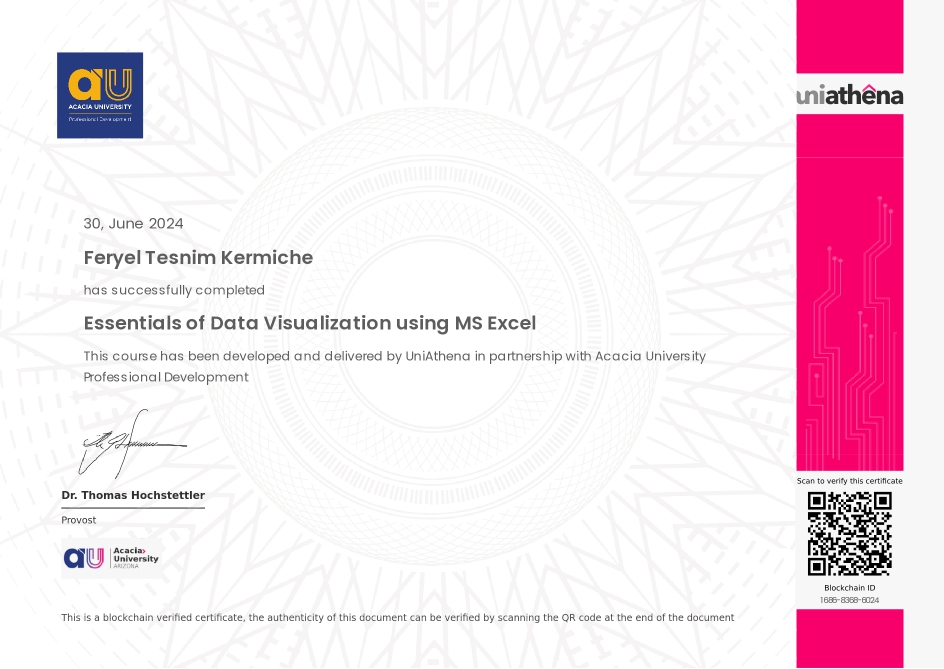 au
ACACIA UNIVERSITY
Professional Development
uniathena
30, June 2024
Feryel Tesnim Kermiche
has successfully completed
Essentials of Data Visualization using MS Excel
This course has been developed and delivered by UniAthena in partnership with Acacia University
Professional Development
Dr. Thomas Hochstettler
Provost
au
Acacia
University
ARIZONA
Scan to verify this certificate
Blockchain ID
1686-8368-6024
This is a blockchain verified certificate, the authenticity of this document can be verified by scanning the QR code at the end of the document